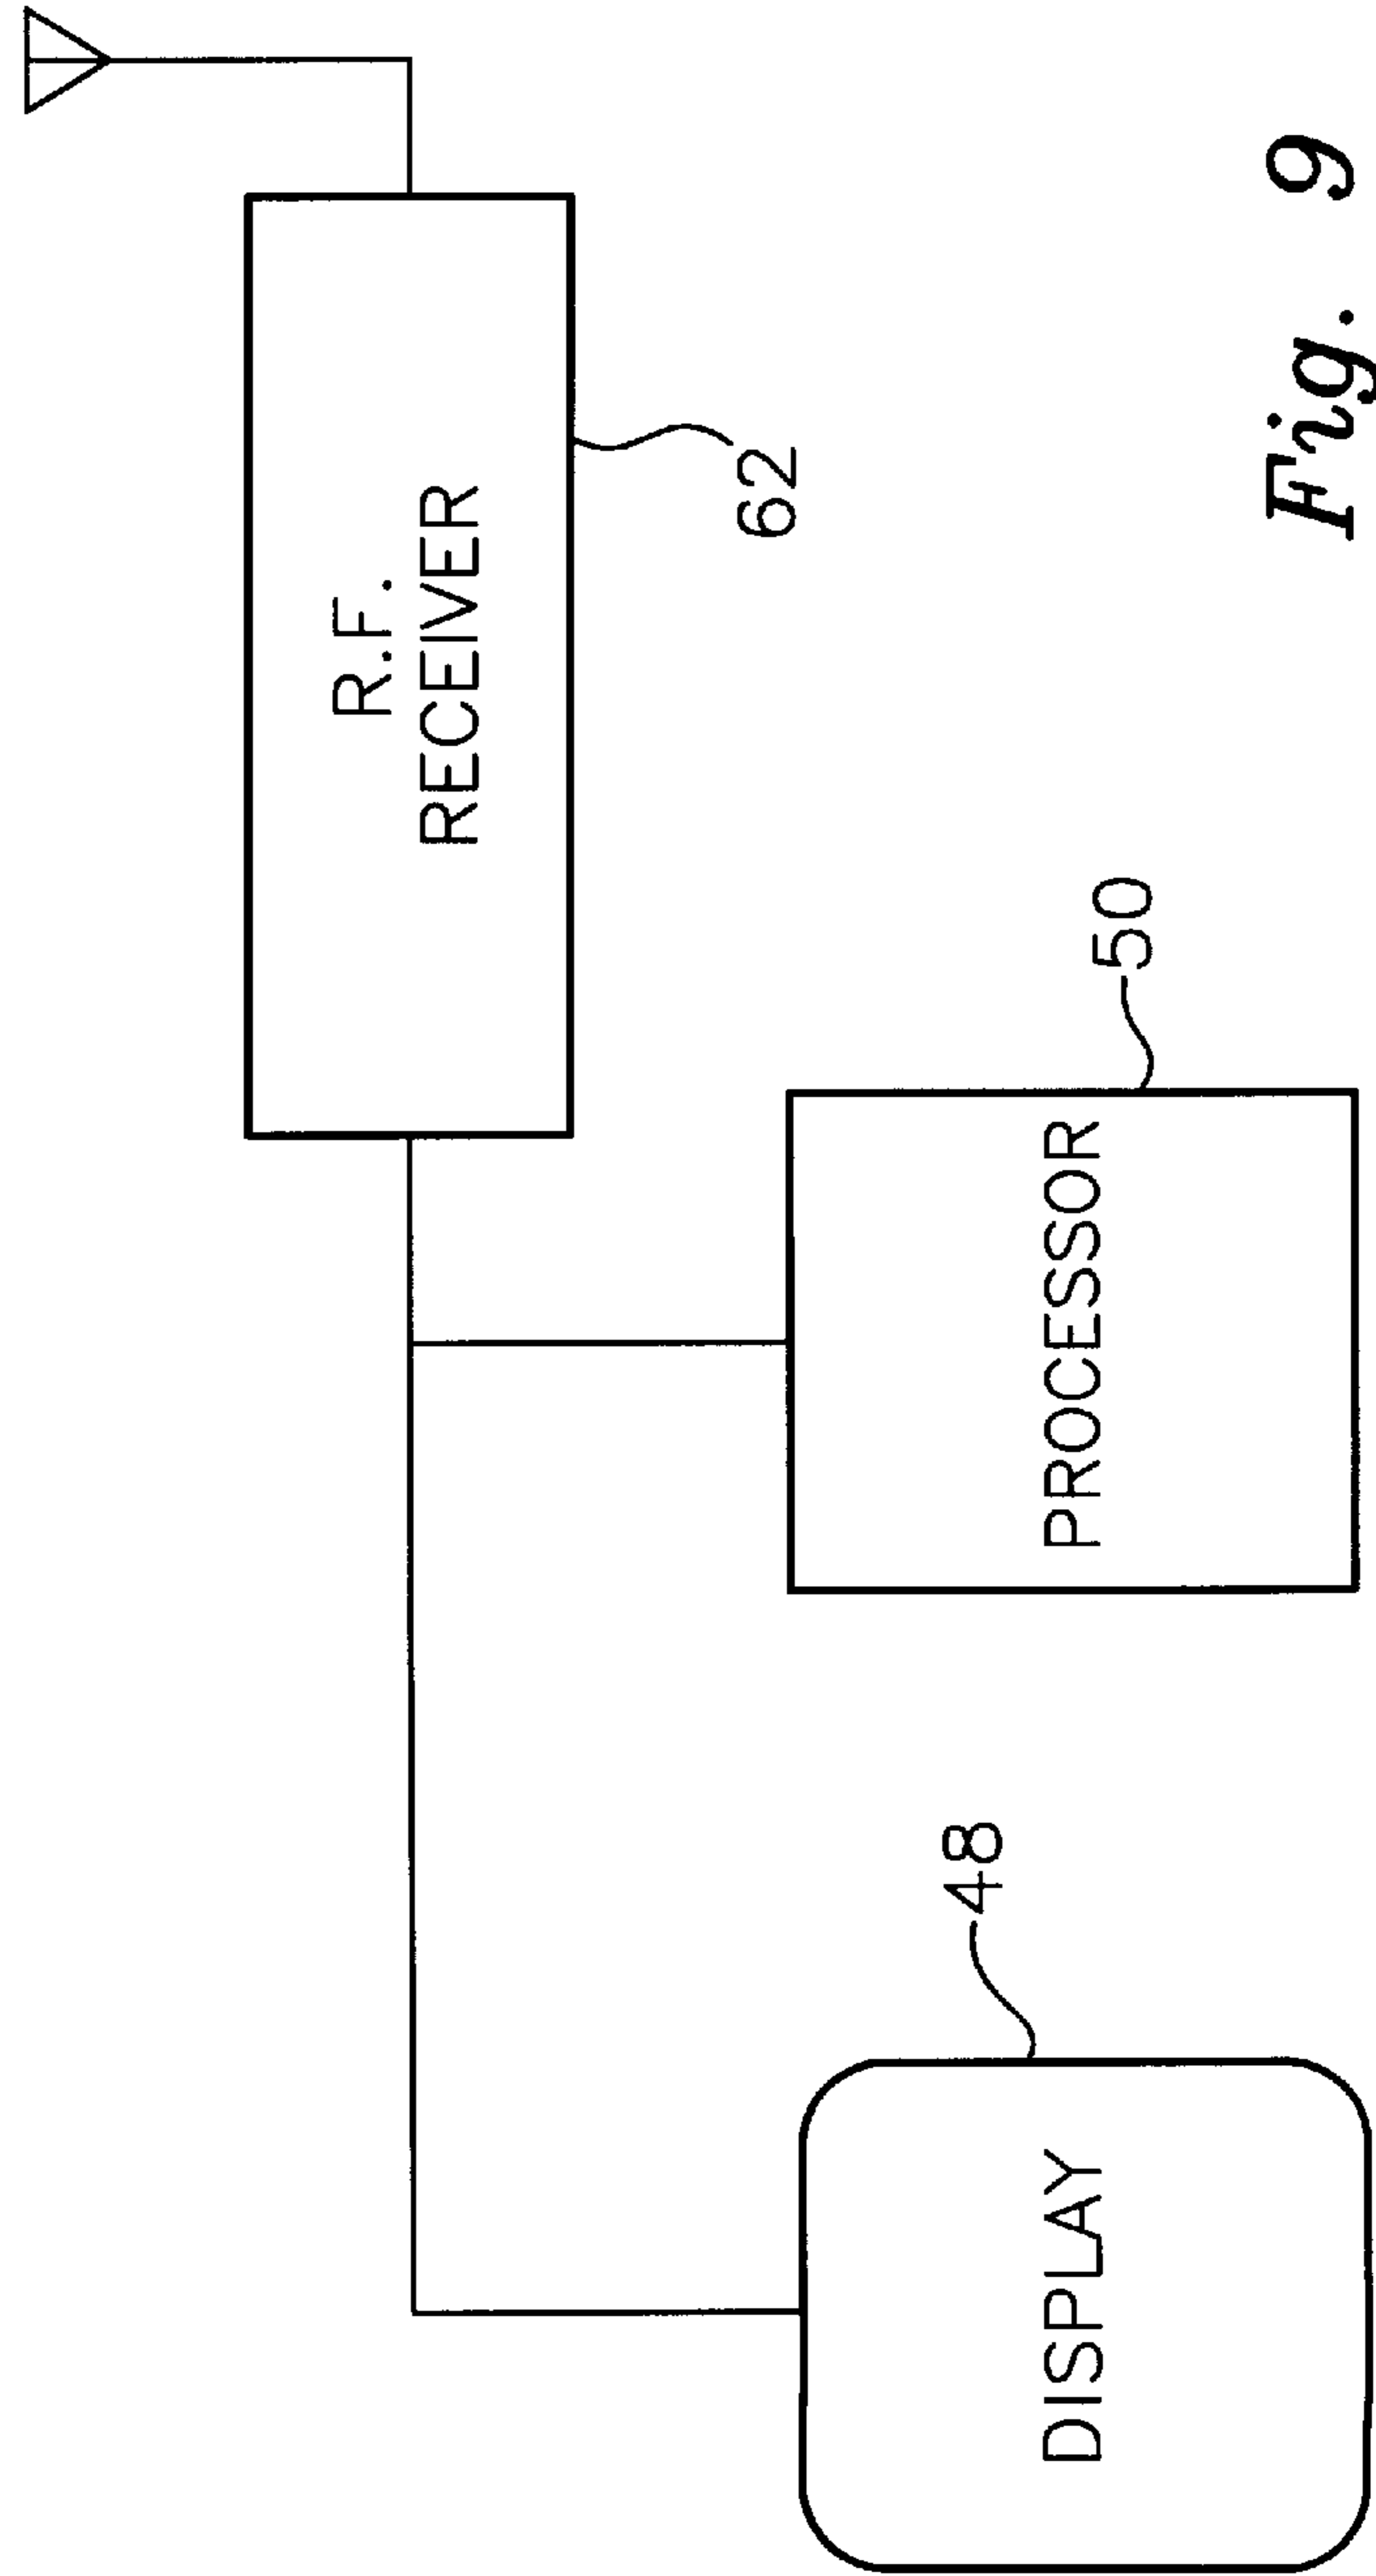 R.F.
RECEIVER
62
50
PROCESSOR
48
DISPLAY
Fig. 9